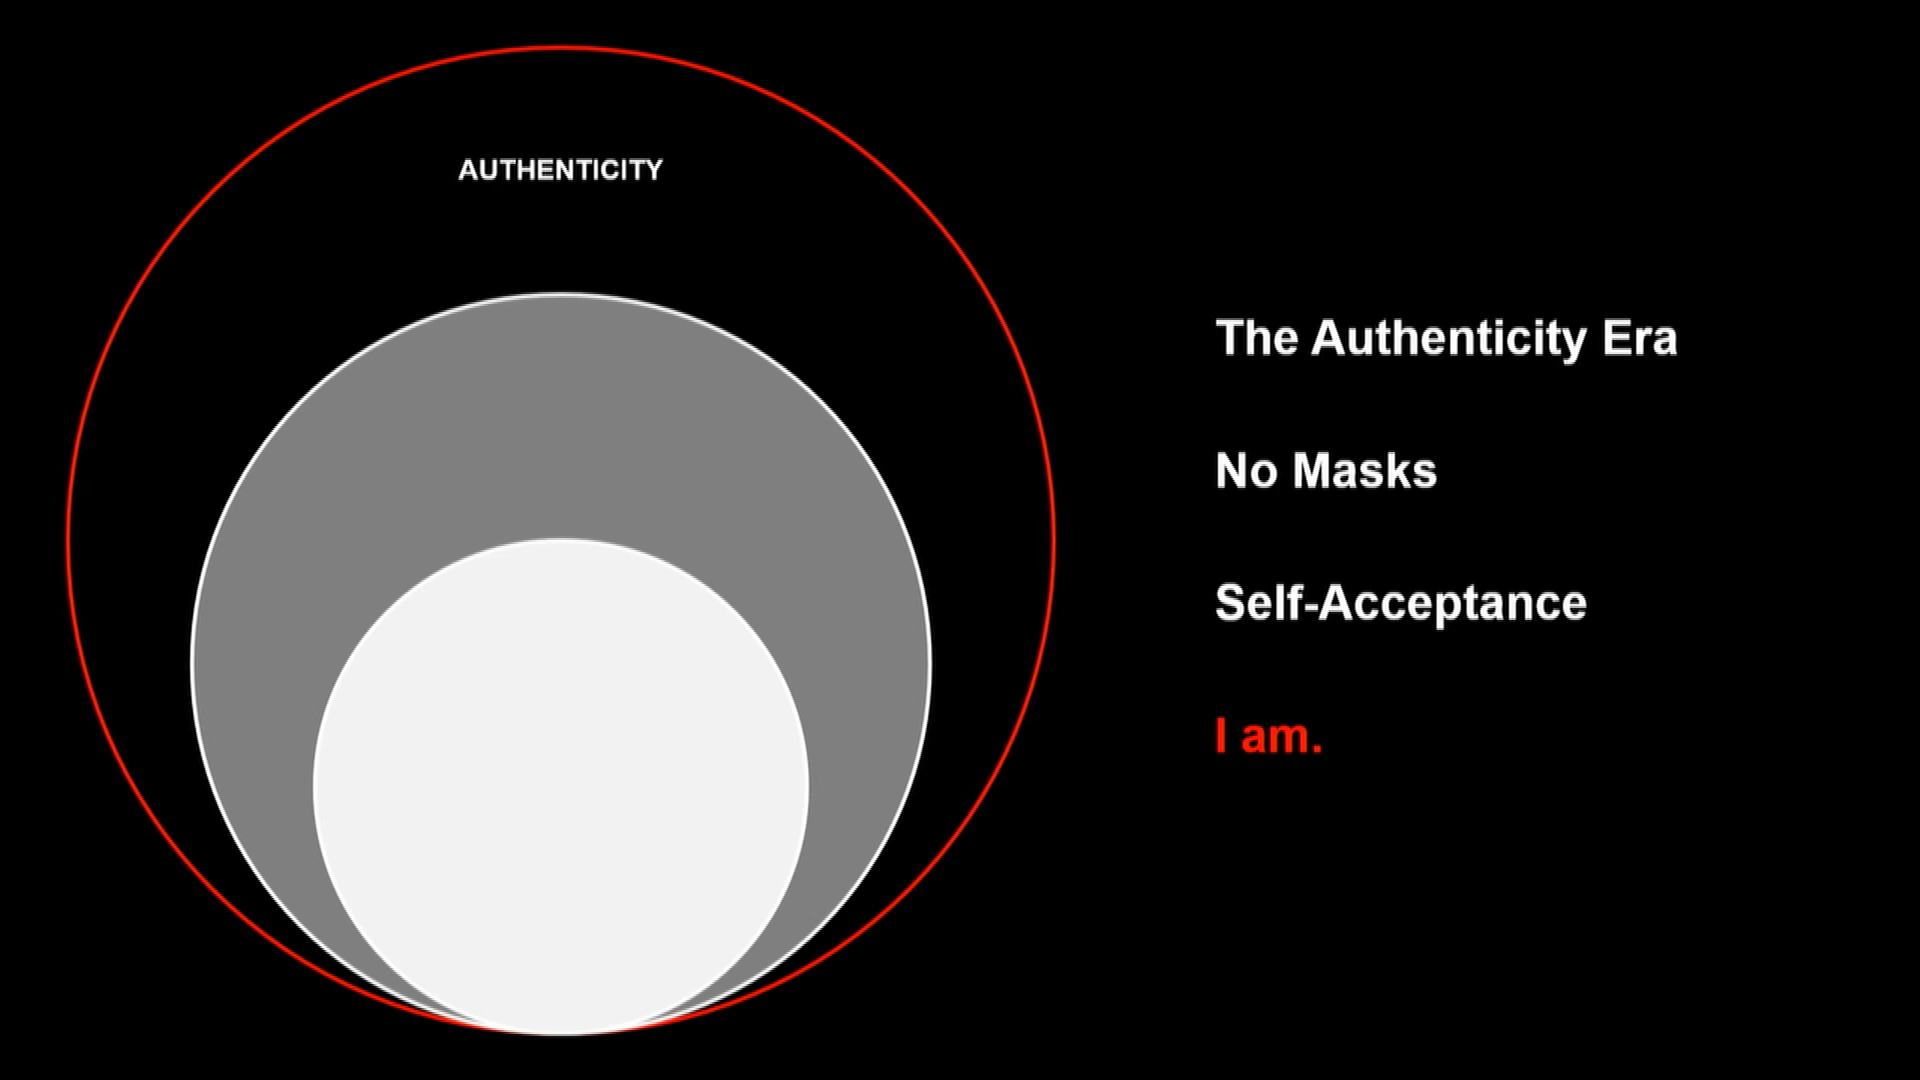 AUTHENTICITY
The Authenticity Era
No Masks
Self-Acceptance
I am.